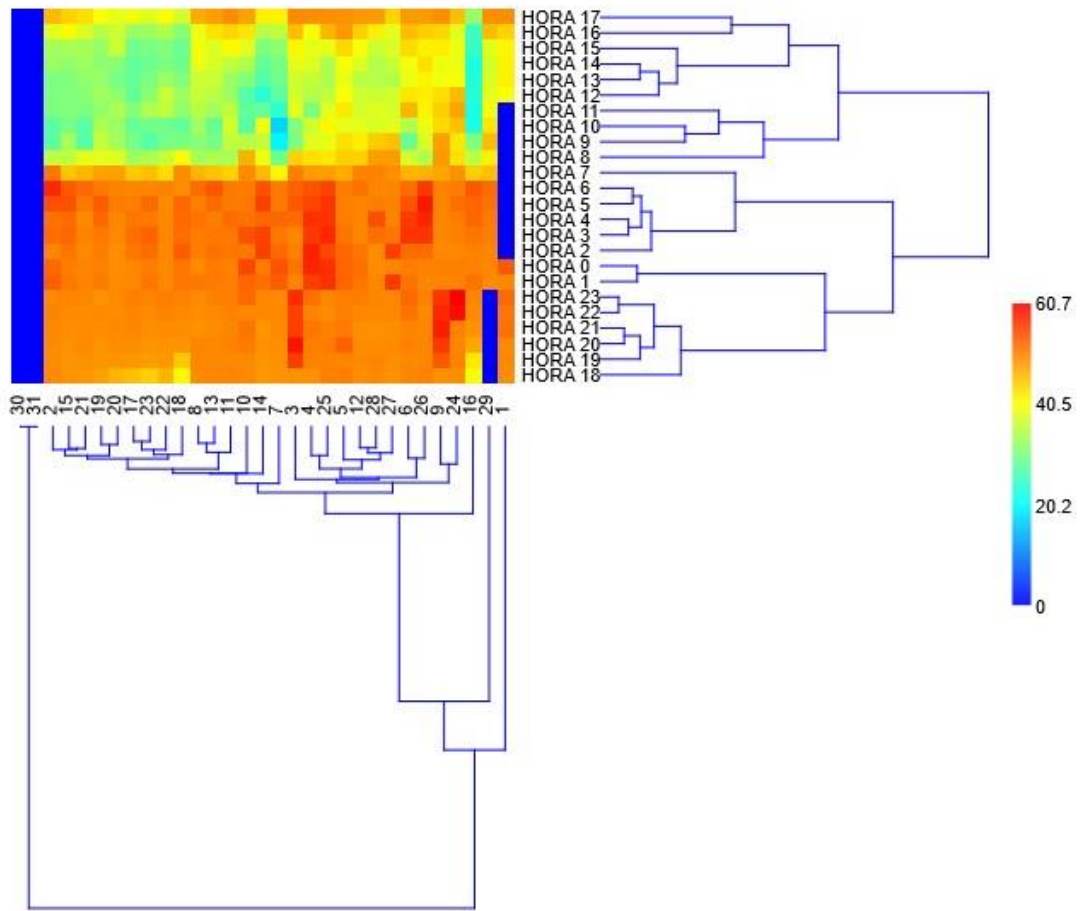 HORA 17
HORA 16
HORA 15
HORA 14
HORA 13
HORA 12
HORA 11
HORA 10
HORA 9
HORA 8
HORA 7
HORA 6
HORA 5
HORA 4
HORA 3
HORA 2
HORA 0
HORA 1
HORA 23
HORA 22
HORA 21
HORA 20
HORA 19
HORA 18
60.7
40.5
20.2
0
30
31
2
15
21
19
20
17
23
22
18
8
13
11
10
14
7
3
4
25
5
12
28
27
6
26
9
24
16
29
1